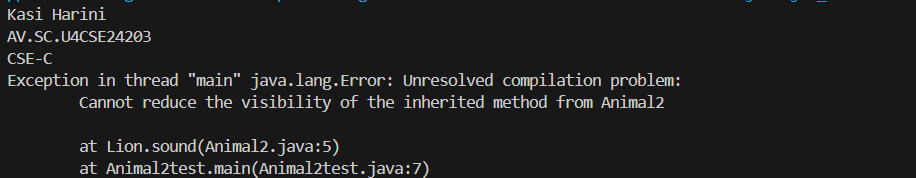 Kasi Harini
AV.SC.U4CSE24203
CSE-C
Exception in thread "main" java.lang.Error: Unresolved compilation problem:
        Cannot reduce the visibility of the inherited method from Animal2

        at Lion.sound(Animal2.java:5)
        at Animal2test.main(Animal2test.java:7)